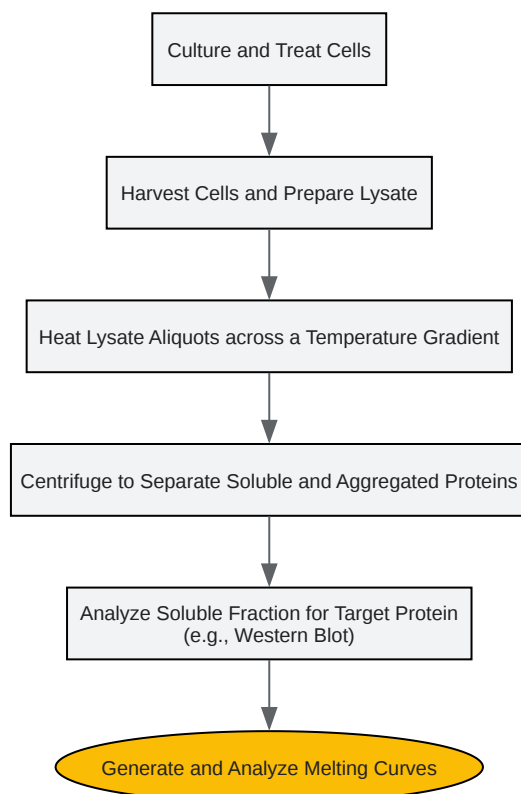 Culture and Treat Cells
Harvest Cells and Prepare Lysate
Heat Lysate Aliquots across a Temperature Gradient
Centrifuge to Separate Soluble and Aggregated Proteins
Analyze Soluble Fraction for Target Protein
(e.g., Western Blot)
Generate and Analyze Melting Curves